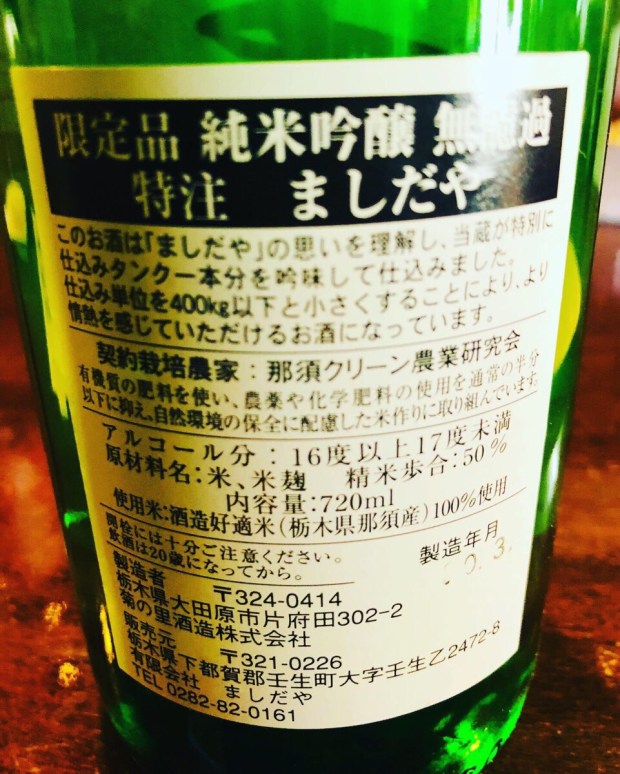 限定品 純米吟醸 無濾過
特注 ましだや
このお酒は「ましだや」の思いを理解し、当蔵が特別に
仕込みタンク一本分を吟味して仕込みました。
仕込み単位を400kg以下と小さくすることにより、より
情熱を感じていただけるお酒になっています。
契約栽培農家：那須クリーン農業研究会
有機質の肥料を使い、農薬や化学肥料の使用を通常の半分
以下に抑え、自然環境の保全に配慮した米作りに取り組んでいます。
アルコール分：16度以上17度未満
原材料名：米、米麹 精米歩合：50%
内容量：720ml
使用米：酒造好適米(栃木県那須産)100%使用
開栓には十分ご注意ください。
飲酒は20歳になってから。
製造年月
製造者 〒324-0414
栃木県大田原市片府田302-2
菊の里酒造株式会社
販売元 〒321-0226
栃木県下都賀郡壬生町大字壬生乙2472-8
有限会社 ましだや
TEL 0282-82-0161